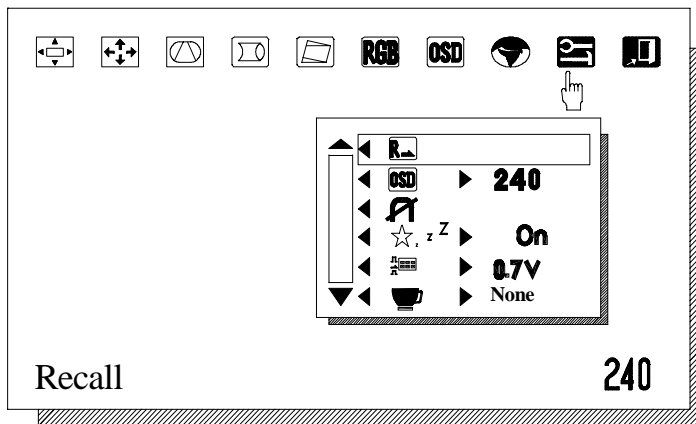 RGB OSD
R
OSD 240
z Z On
0.7V
None
Recall 240